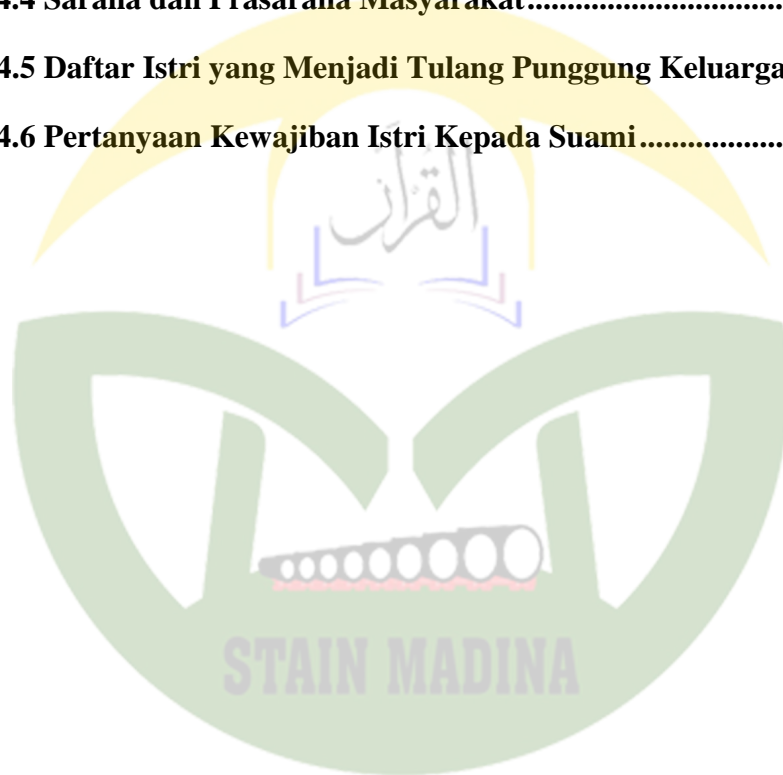 4.4 Sarana dan Prasarana Masyarakat................................
4.5 Daftar Istri yang Menjadi Tulang Punggung Keluarga
4.6 Pertanyaan Kewajiban Istri Kepada Suami..................
القرآن
STAIN MADINA